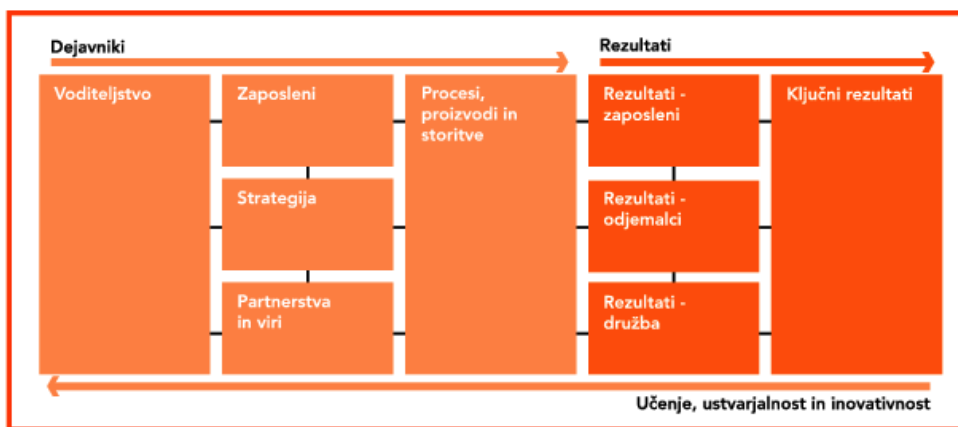 Dejavniki
Rezultati
Voditeljstvo
Zaposleni
Procesi,
proizvodi in
storitve
Rezultati -
zaposleni
Ključni rezultati
Strategija
Rezultati -
odjemalci
Partnerstva
in viri
Rezultati -
družba
Učenje, ustvarjalnost in inovativnost